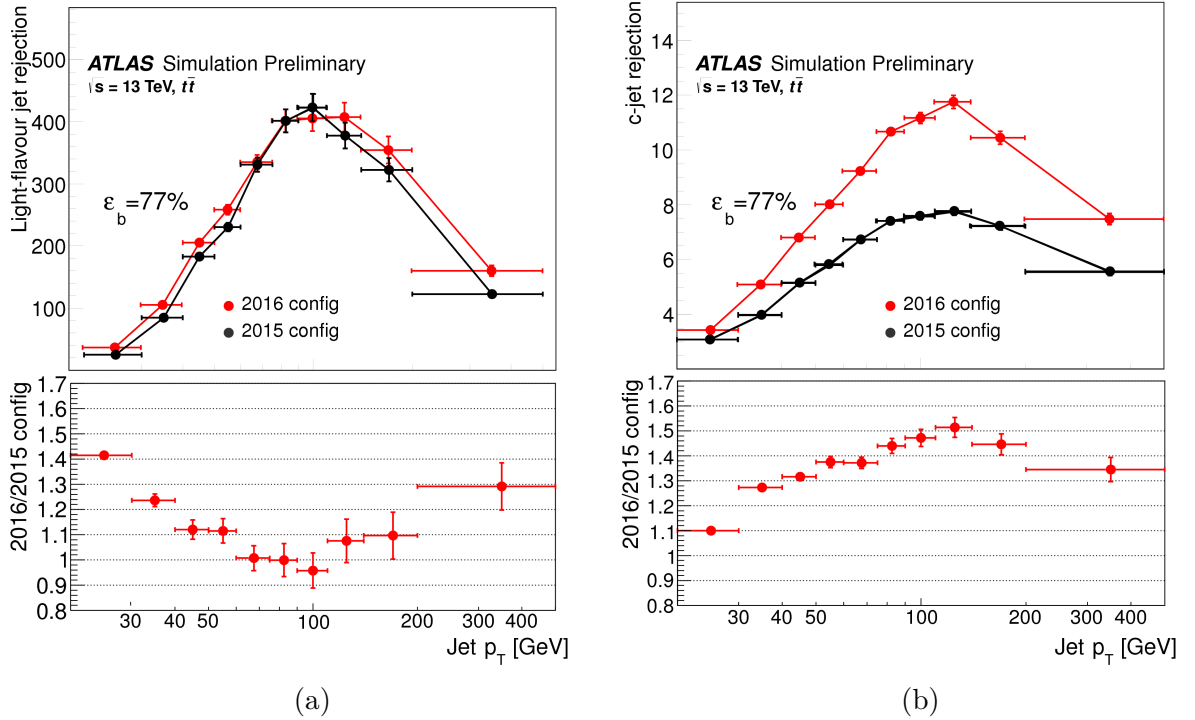 Light-flavour jet rejection
500
400
300
200
100
ATLAS Simulation Preliminary
√s = 13 TeV, tt̄
ε_b=77%
2016 config
2015 config
2016/2015 config
1.7
1.6
1.5
1.4
1.3
1.2
1.1
1
0.9
0.8
30 40 50 100 200 300 400
Jet p_T [GeV]
(a)
c-jet rejection
14
12
10
8
6
4
ATLAS Simulation Preliminary
√s = 13 TeV, tt̄
ε_b=77%
2016 config
2015 config
2016/2015 config
1.7
1.6
1.5
1.4
1.3
1.2
1.1
1
0.9
0.8
30 40 50 100 200 300 400
Jet p_T [GeV]
(b)